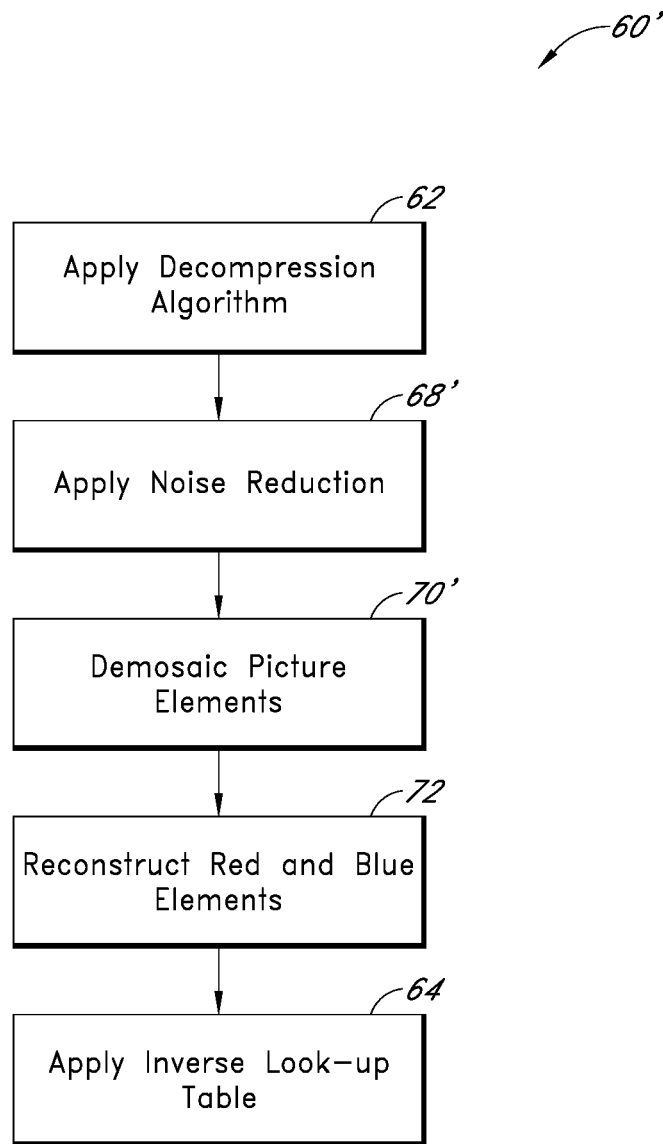 60'
62
Apply Decompression
Algorithm
68'
Apply Noise Reduction
70'
Demosaic Picture
Elements
72
Reconstruct Red and Blue
Elements
64
Apply Inverse Look-up
Table